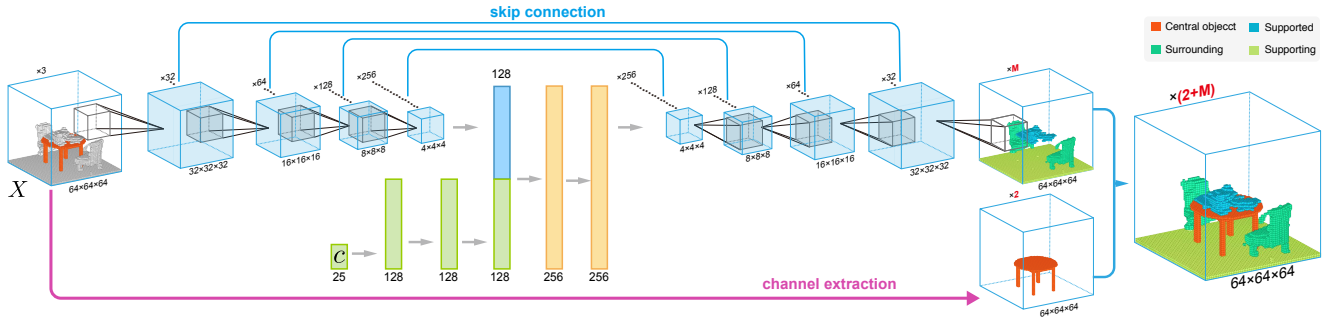 skip connection
Central objecct
Supported
Surrounding
Supporting
×3
×32
×64
×128
×256
128
×256
×128
×64
×32
×M
×(2+M)
64×64×64
32×32×32
16×16×16
8×8×8
4×4×4
4×4×4
8×8×8
16×16×16
32×32×32
64×64×64
X
×2
c
25
128
128
128
256
256
64×64×64
64×64×64
channel extraction